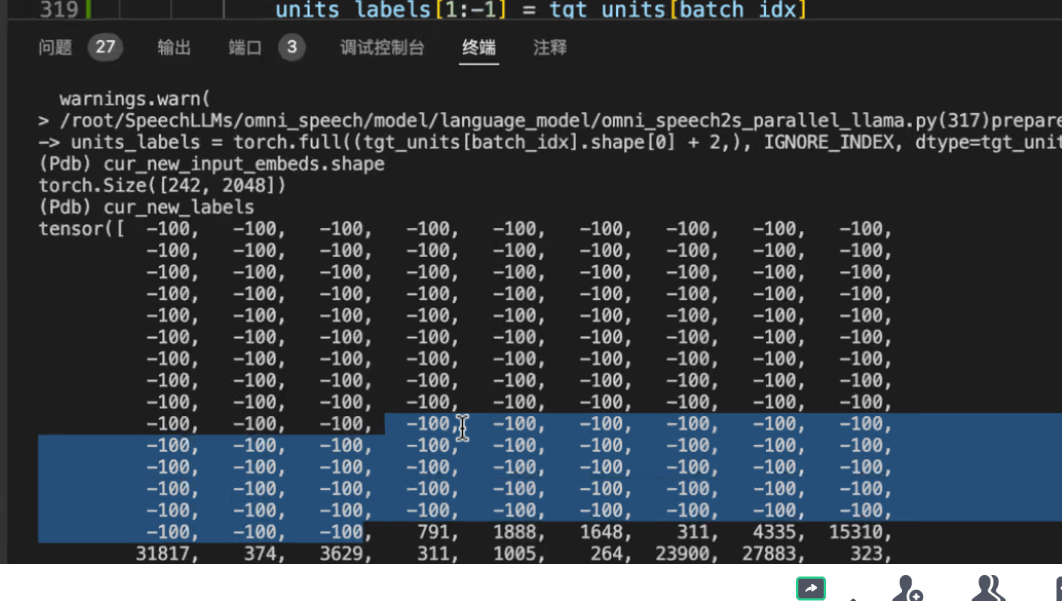 319 units_labels[1:-1] = tgt_units[batch_idx]
问题 27 输出 端口 3 调试控制台 终端 注释
warnings.warn(
> /root/SpeechLLMs/omni_speech/model/language_model/omni_speech2s_parallel_llama.py(317)prepare
-> units_labels = torch.full((tgt_units[batch_idx].shape[0] + 2,), IGNORE_INDEX, dtype=tgt_unit
(Pdb) cur_new_input_embeds.shape
torch.Size([242, 2048])
(Pdb) cur_new_labels
tensor([ -100, -100, -100, -100, -100, -100, -100, -100, -100,
-100, -100, -100, -100, -100, -100, -100, -100, -100,
-100, -100, -100, -100, -100, -100, -100, -100, -100,
-100, -100, -100, -100, -100, -100, -100, -100, -100,
-100, -100, -100, -100, -100, -100, -100, -100, -100,
-100, -100, -100, -100, -100, -100, -100, -100, -100,
-100, -100, -100, -100, -100, -100, -100, -100, -100,
-100, -100, -100, -100, -100, -100, -100, -100, -100,
-100, -100, -100, -100, -100, -100, -100, -100, -100,
-100, -100, -100, -100, -100, -100, -100, -100, -100,
-100, -100, -100, -100, -100, -100, -100, -100, -100,
-100, -100, -100, -100, -100, -100, -100, -100, -100,
-100, -100, -100, -100, -100, -100, -100, -100, -100,
-100, -100, -100, -100, -100, -100, -100, -100, -100,
-100, -100, -100, 791, 1888, 1648, 311, 4335, 15310,
31817, 374, 3629, 311, 1005, 264, 23900, 27883, 323,